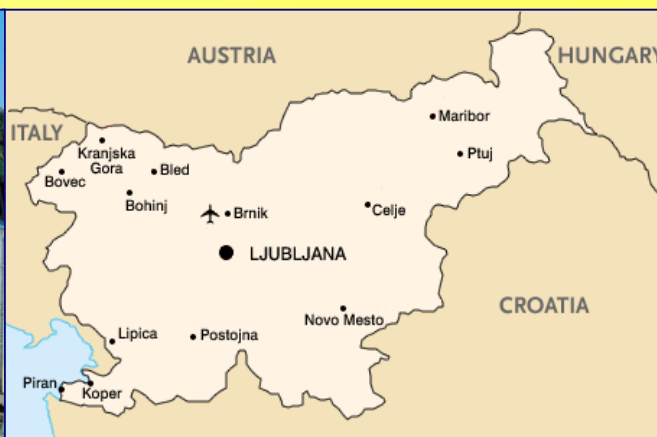 AUSTRIA
HUNGARY
ITALY
Maribor
Kranjska
Gora
Ptuj
Bled
Bovec
Bohinj
Brnik
Celje
LJUBLJANA
CROATIA
Novo Mesto
Lipica
Postojna
Piran
Koper